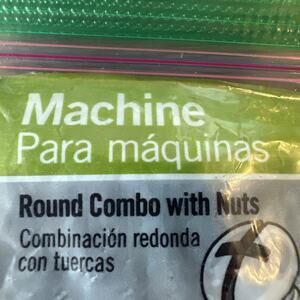 Machine
Para máquinas
Round Combo with Nuts
Combinación redonda
con tuercas